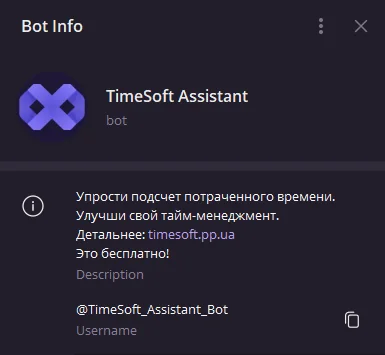 Bot Info
TimeSoft Assistant
bot
Упрости подсчет потраченного времени.
Улучши свой тайм-менеджмент.
Детальнее: timesoft.pp.ua
Это бесплатно!
Description
@TimeSoft_Assistant_Bot
Username